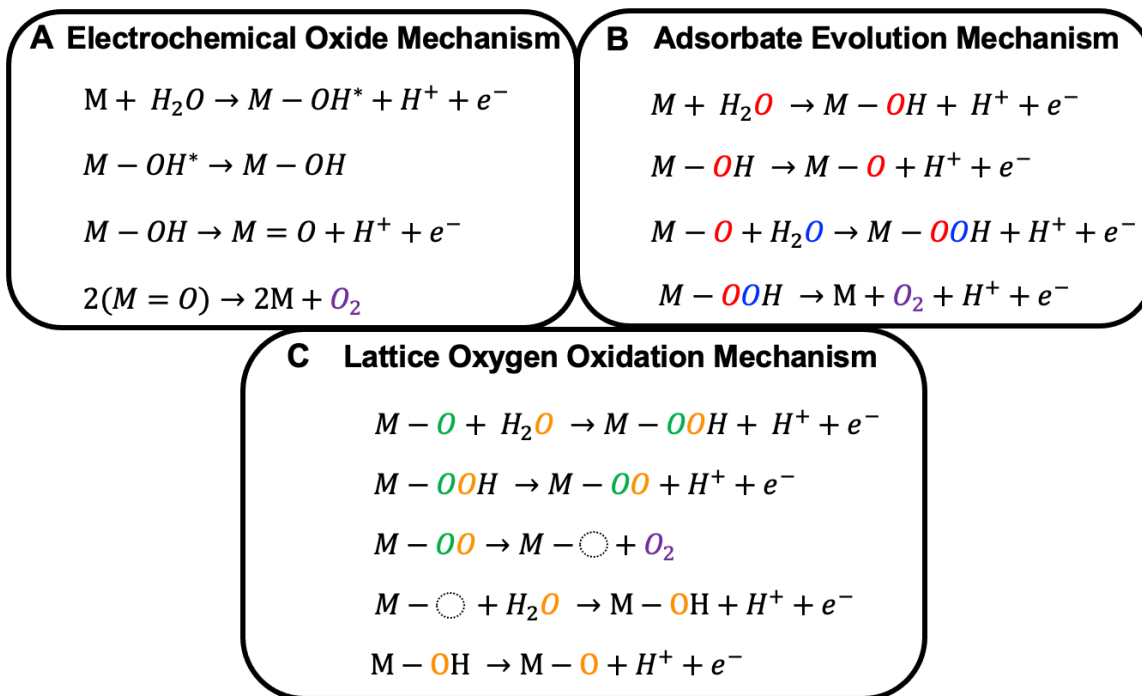 A Electrochemical Oxide Mechanism
M + H₂O → M − OH* + H⁺ + e⁻
M − OH* → M − OH
M − OH → M = O + H⁺ + e⁻
2(M = O) → 2M + O₂
B Adsorbate Evolution Mechanism
M + H₂O → M − OH + H⁺ + e⁻
M − OH → M − O + H⁺ + e⁻
M − O + H₂O → M − OOH + H⁺ + e⁻
M − OOH → M + O₂ + H⁺ + e⁻
C Lattice Oxygen Oxidation Mechanism
M − O + H₂O → M − OOH + H⁺ + e⁻
M − OOH → M − OO + H⁺ + e⁻
M − OO → M − ◌ + O₂
M − ◌ + H₂O → M − OH + H⁺ + e⁻
M − OH → M − O + H⁺ + e⁻